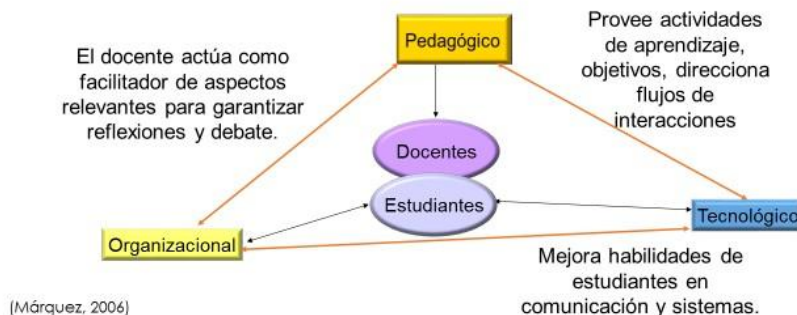 Pedagógico
El docente actúa como
facilitador de aspectos
relevantes para garantizar
reflexiones y debate.
Provee actividades
de aprendizaje,
objetivos, direcciona
flujos de
interacciones
Docentes
Estudiantes
Organizacional
Tecnológico
Mejora habilidades de
estudiantes en
comunicación y sistemas.
(Márquez, 2006)